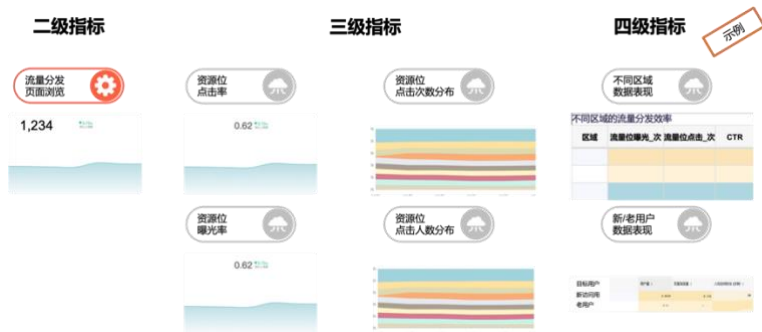 二级指标
三级指标
四级指标
示例
流量分发
页面浏览
资源位
点击率
资源位
点击次数分布
不同区域
数据表现
1,234
0.62
不同区域的流量分发效率
区域 流量位曝光_次 流量位点击_次 CTR
资源位
曝光率
资源位
点击人数分布
新/老用户
数据表现
0.62
目标用户
新访问用
老用户